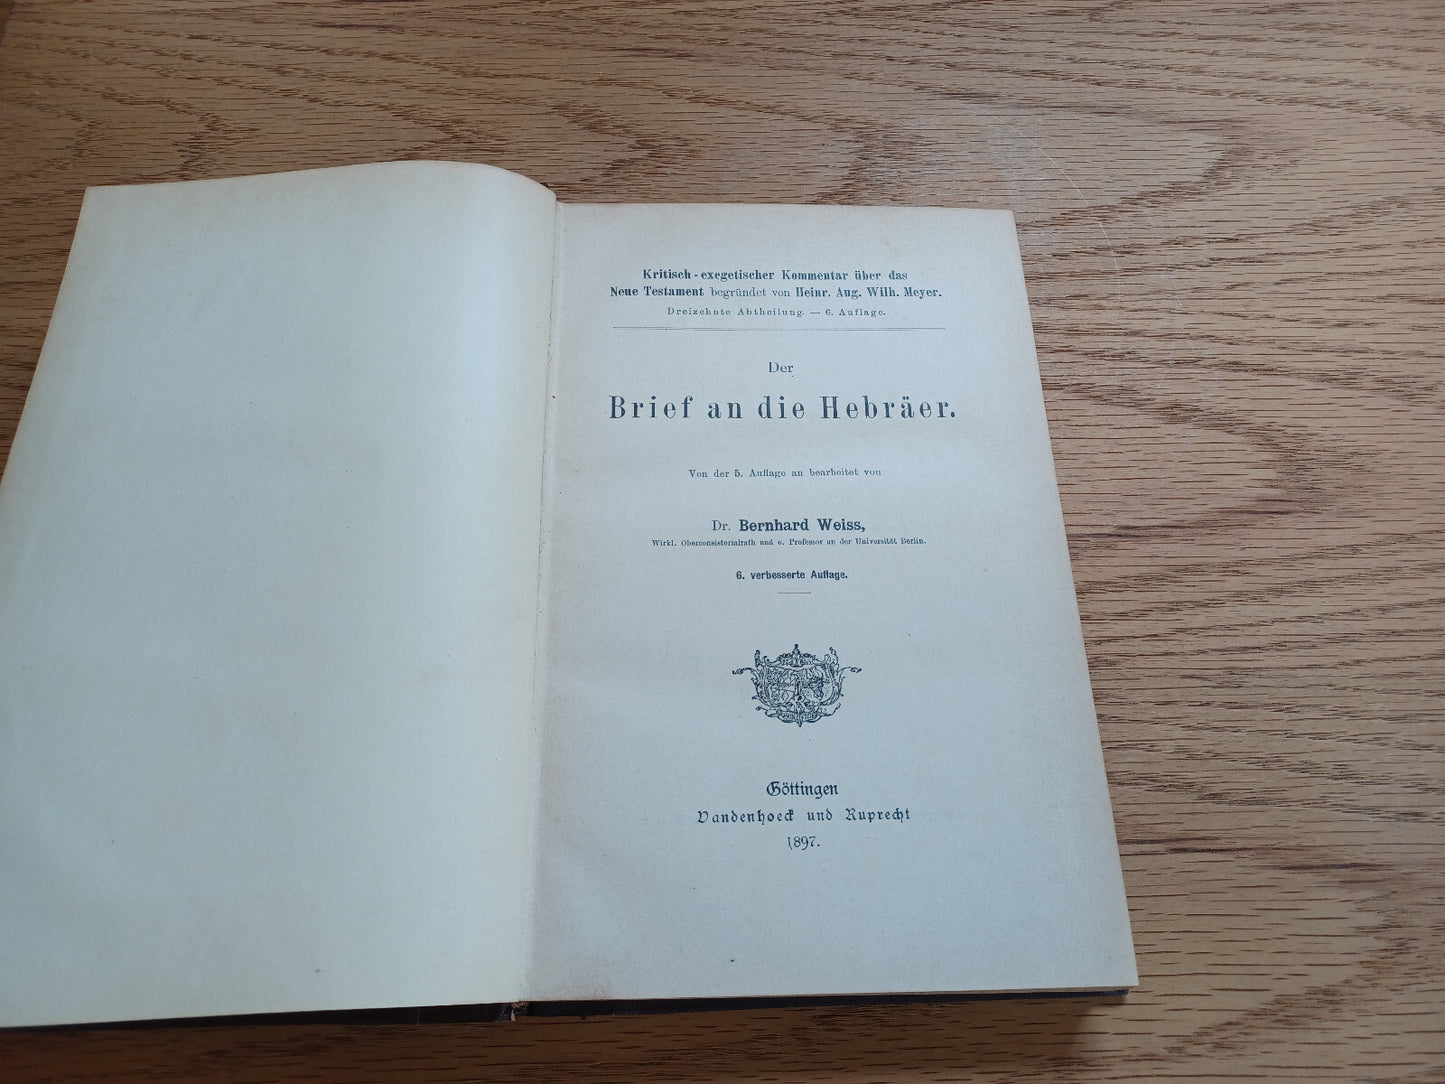 Kritisch-exegetischer Kommentar über das
Neue Testament begründet von Heinr. Aug. Wilh. Meyer.
Dreizehnte Abtheilung. — 6. Auflage.
Der
Brief an die Hebräer.
Von der 5. Auflage an bearbeitet von
Dr. Bernhard Weiss,
Wirkl. Oberconsistorialrath und o. Professor an der Universität Berlin.
6. verbesserte Auflage.
Göttingen
Vandenhoeck und Ruprecht
1897.